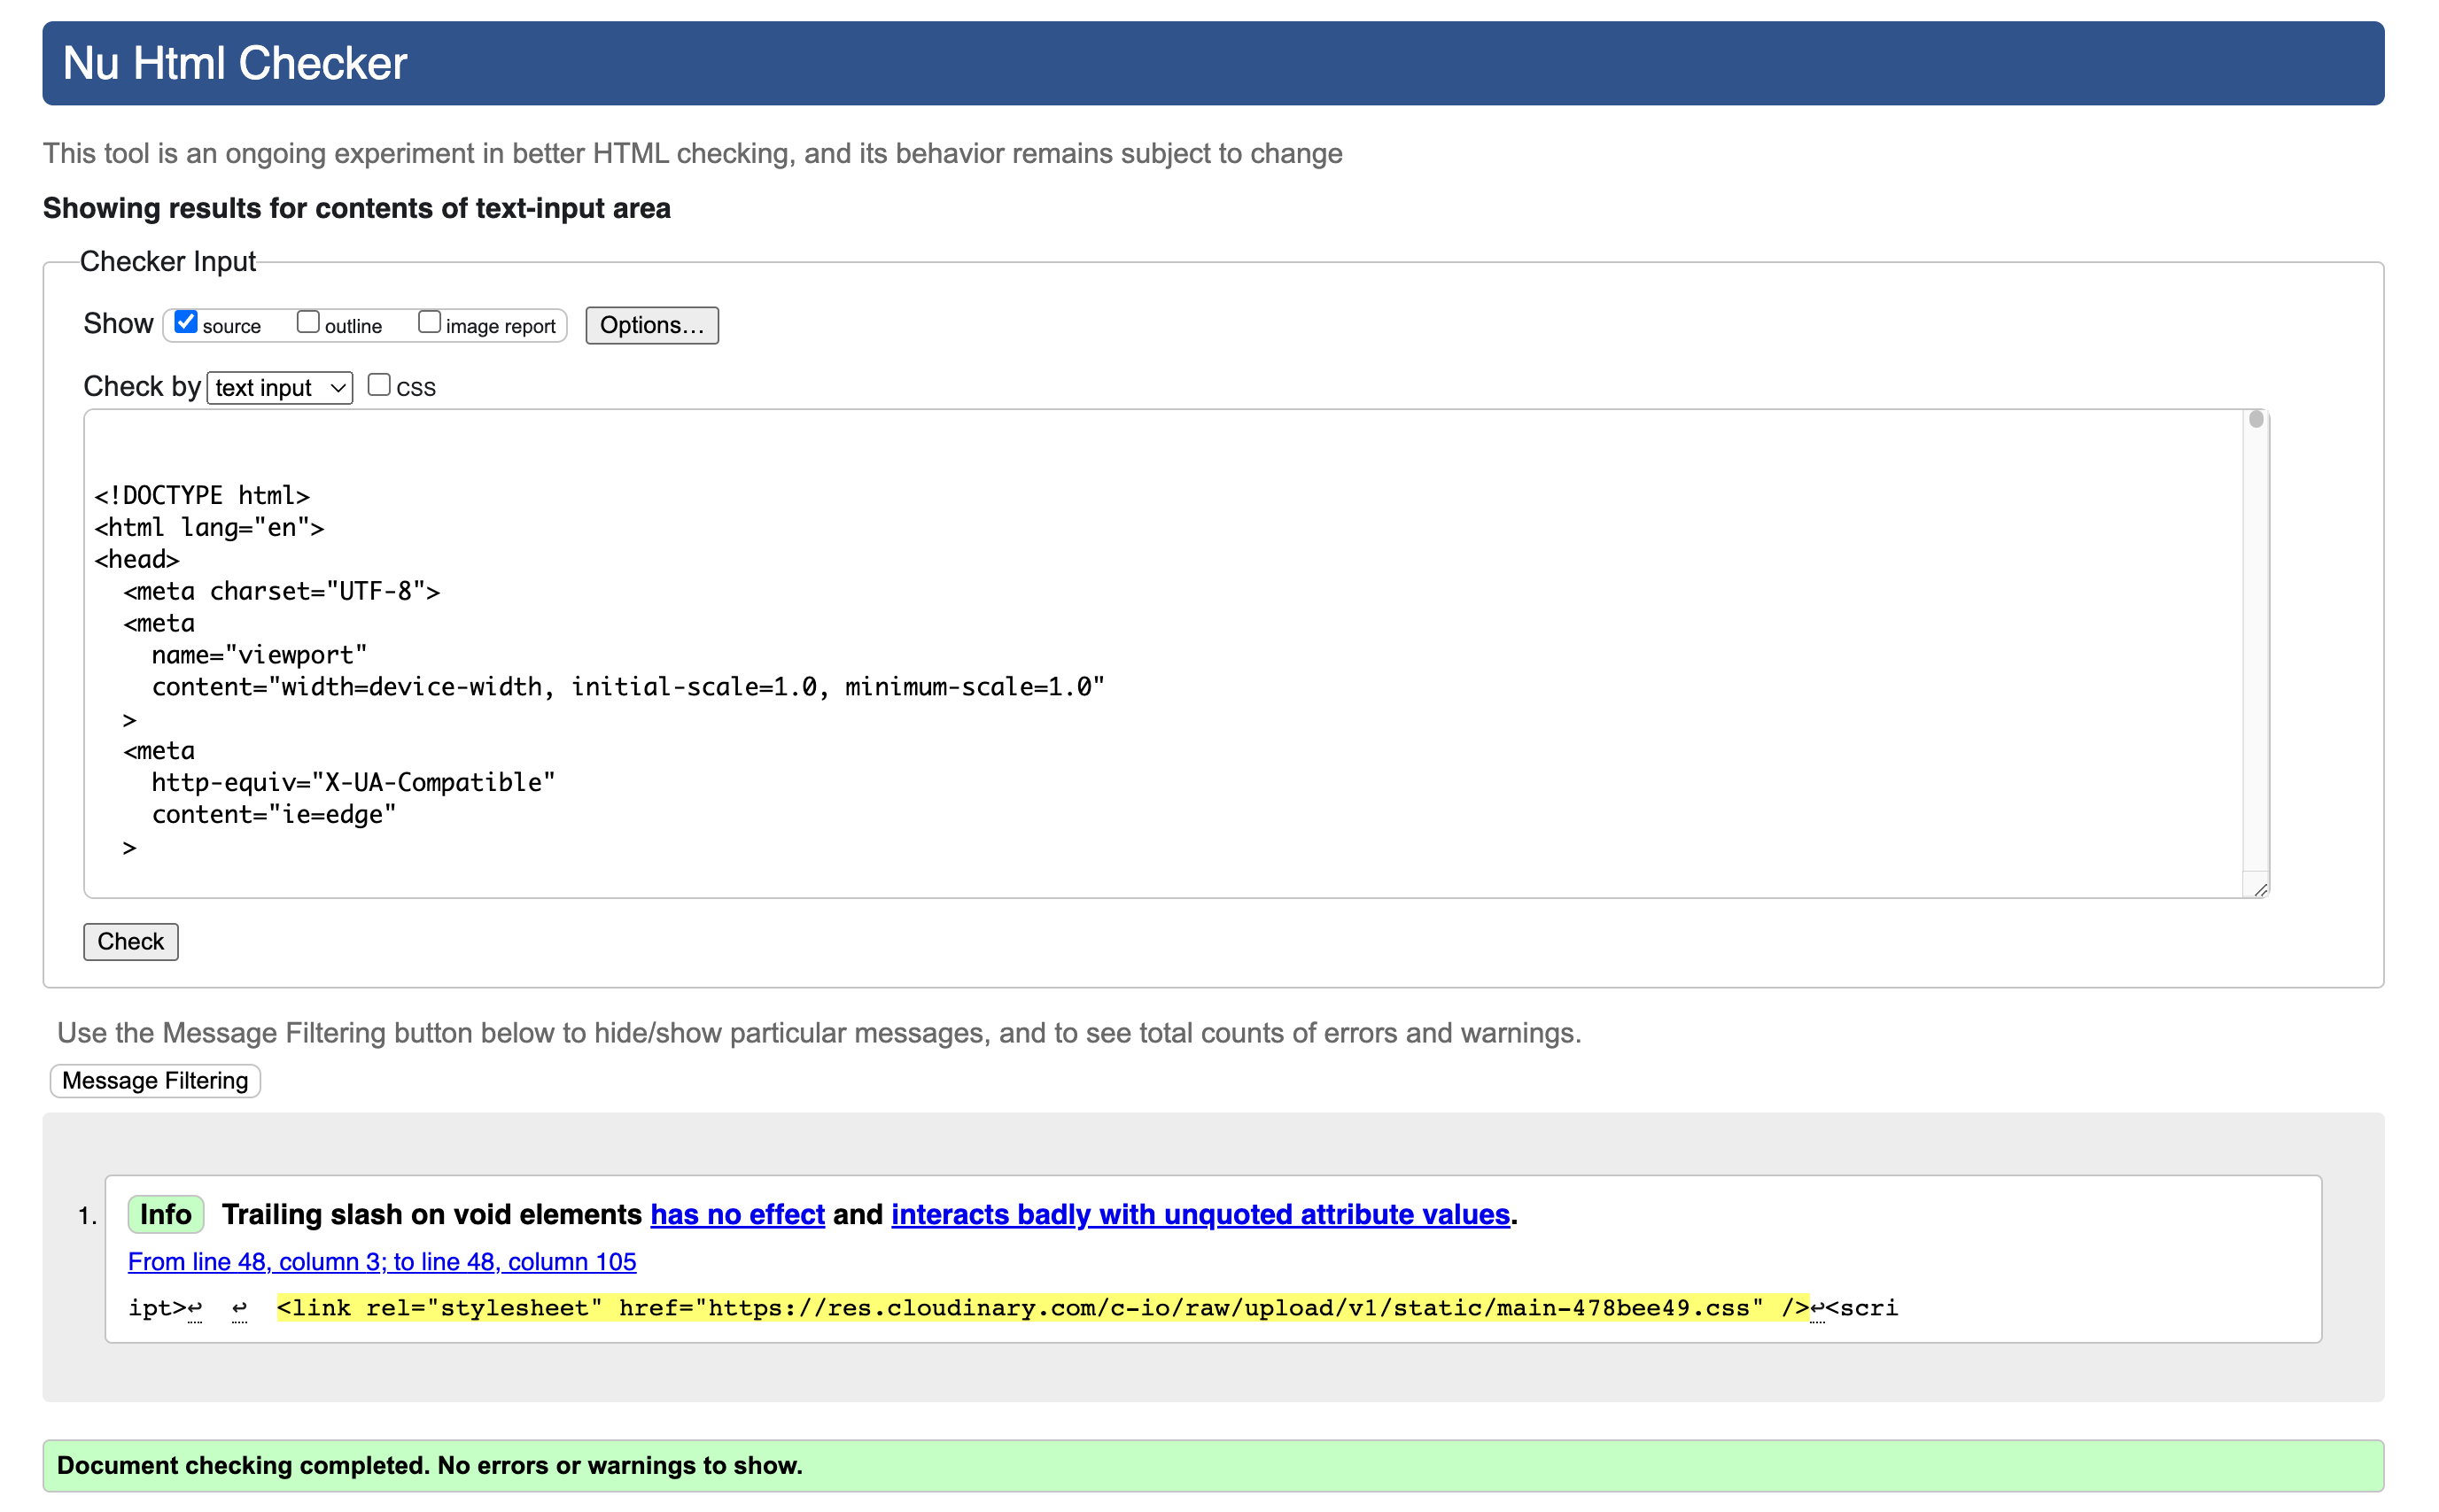 Nu Html Checker
This tool is an ongoing experiment in better HTML checking, and its behavior remains subject to change
Showing results for contents of text-input area
Checker Input
Show source outline image report Options...
Check by text input CSS
<!DOCTYPE html>
<html lang="en">
<head>
  <meta charset="UTF-8">
  <meta
    name="viewport"
    content="width=device-width, initial-scale=1.0, minimum-scale=1.0"
  >
  <meta
    http-equiv="X-UA-Compatible"
    content="ie=edge"
  >
Check
Use the Message Filtering button below to hide/show particular messages, and to see total counts of errors and warnings.
Message Filtering
1. Info Trailing slash on void elements has no effect and interacts badly with unquoted attribute values.
From line 48, column 3; to line 48, column 105
ipt>↩  ↩  <link rel="stylesheet" href="https://res.cloudinary.com/c-io/raw/upload/v1/static/main-478bee49.css" />↩<scri
Document checking completed. No errors or warnings to show.